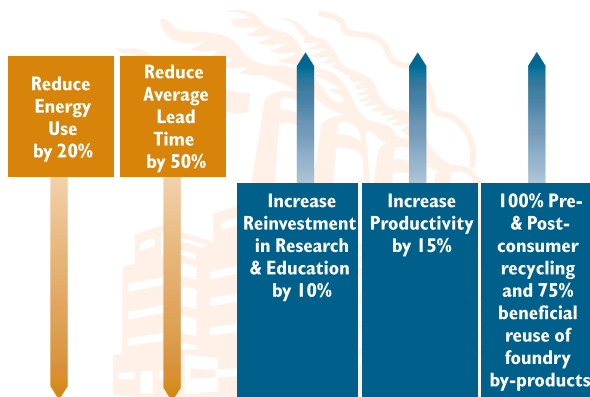 Reduce
Energy
Use
by 20%
Reduce
Average
Lead
Time
by 50%
Increase
Reinvestment
in Research
& Education
by 10%
Increase
Productivity
by 15%
100% Pre-
& Post-
consumer
recycling
and 75%
beneficial
reuse of
foundry
by-products